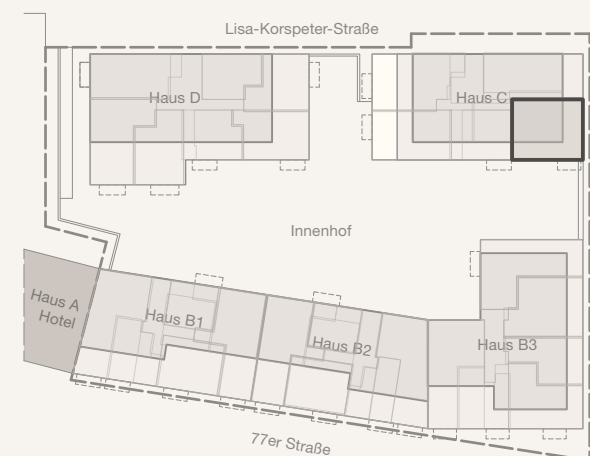 Lisa-Korspeter-Straße
Haus D
Haus C
Innenhof
Haus A
Hotel
Haus B1
Haus B2
Haus B3
77er Straße